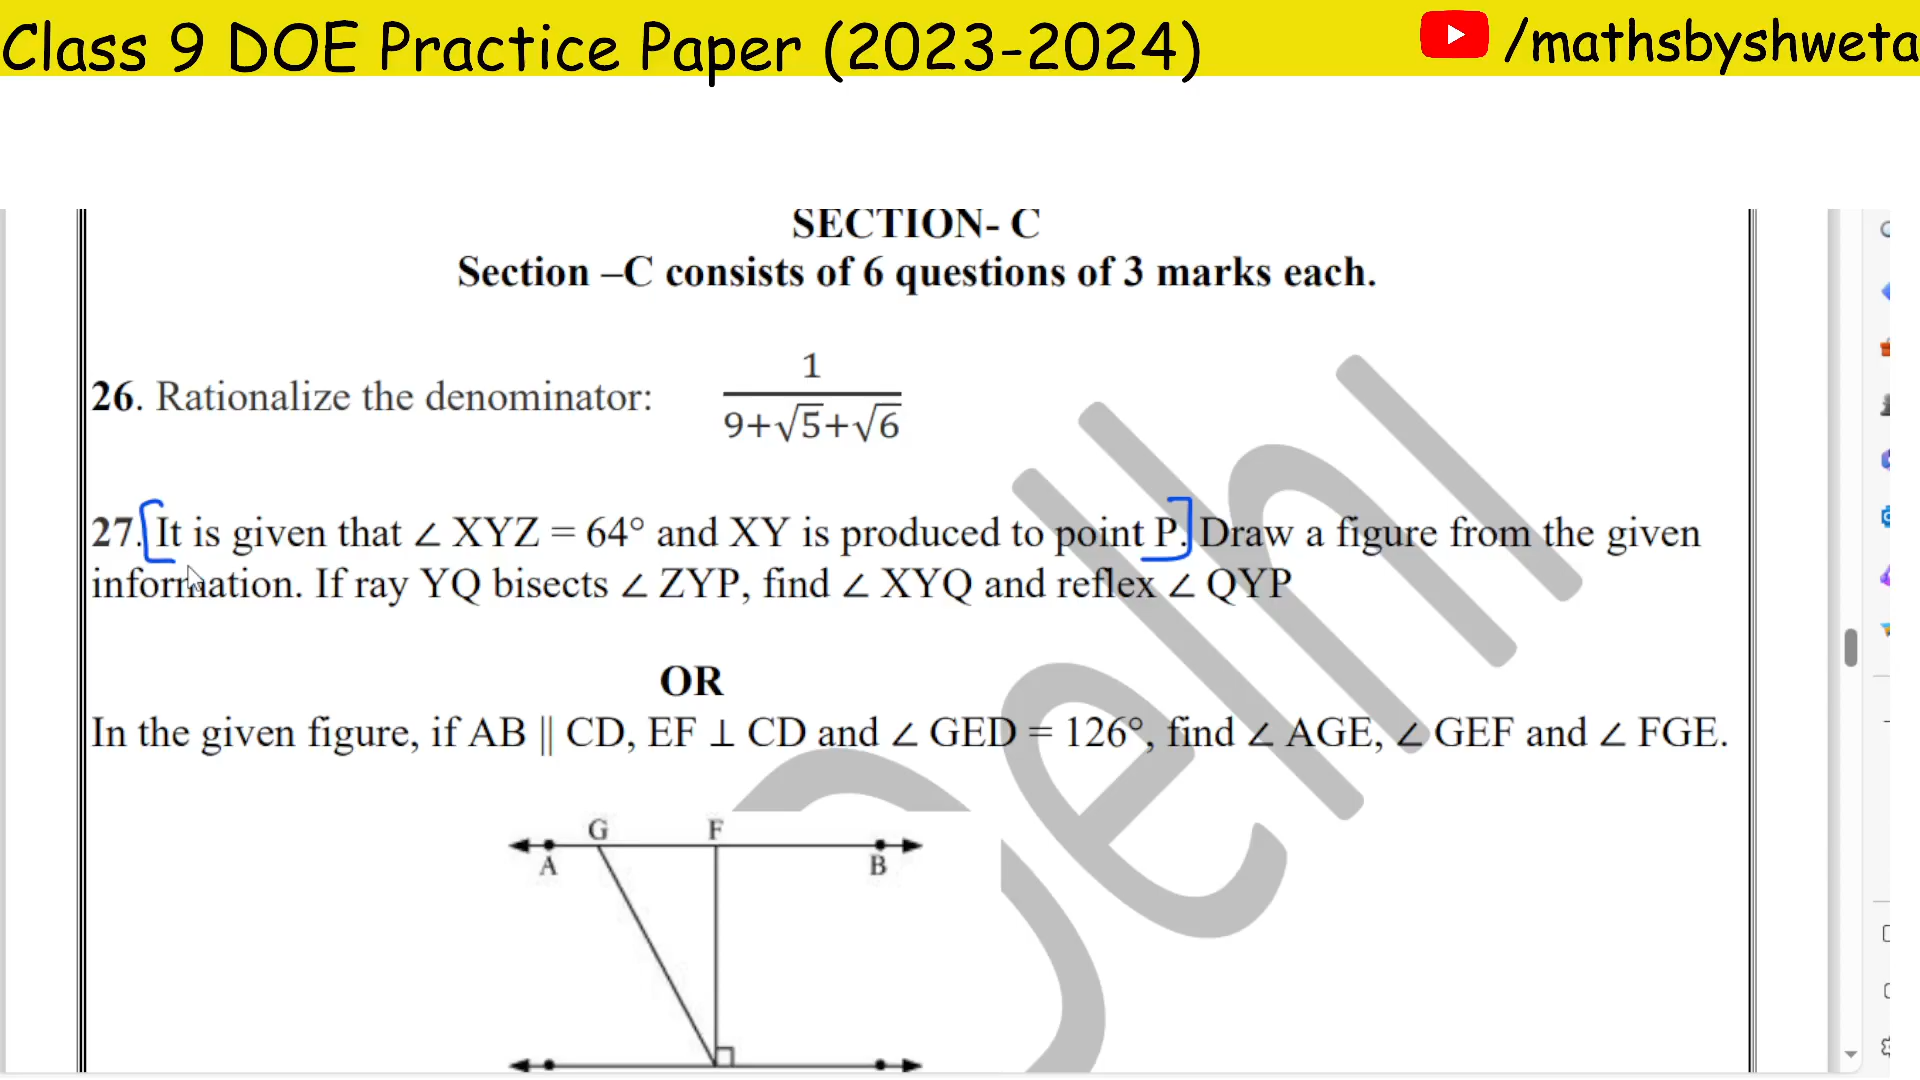 Class 9 DOE Practice Paper (2023-2024)
/mathsbyshweta
SECTION- C
Section –C consists of 6 questions of 3 marks each.
26. Rationalize the denominator: 1/(9+√5+√6)
27. It is given that ∠ XYZ = 64° and XY is produced to point P. Draw a figure from the given
information. If ray YQ bisects ∠ ZYP, find ∠ XYQ and reflex ∠ QYP
OR
In the given figure, if AB || CD, EF ⊥ CD and ∠ GED = 126°, find ∠ AGE, ∠ GEF and ∠ FGE.
G F
A B
elhi